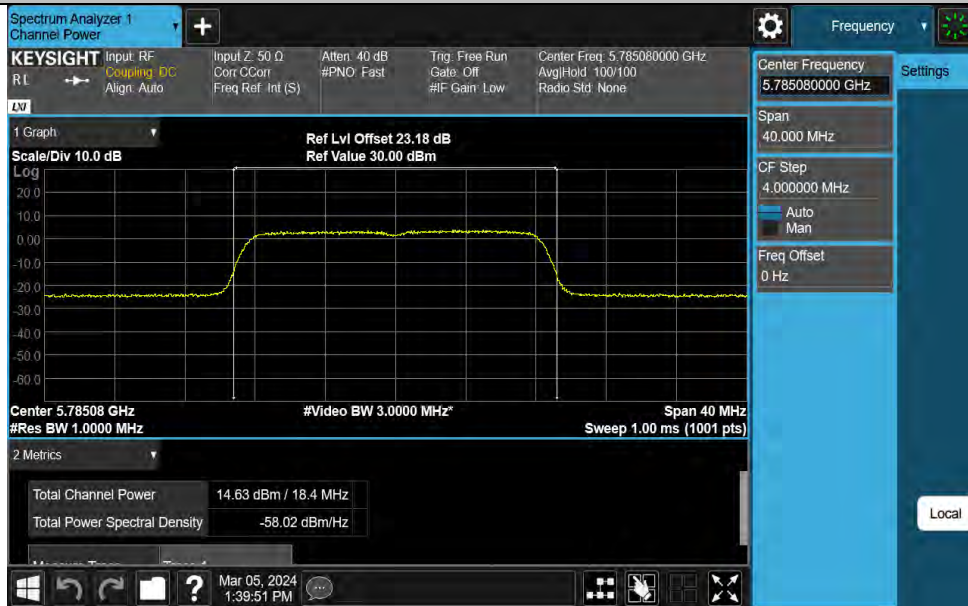 Spectrum Analyzer 1
Channel Power
+
Frequency
KEYSIGHT
Input: RF
Coupling: DC
Align: Auto
Input Z: 50 Ω
Corr CCorr
Freq Ref: Int (S)
Atten: 40 dB
#PNO: Fast
Trig: Free Run
Gate: Off
#IF Gain: Low
Center Freq: 5.785080000 GHz
Avg|Hold: 100/100
Radio Std: None
LXI
Center Frequency
5.785080000 GHz
Settings
Span
40.000 MHz
CF Step
4.000000 MHz
Auto
Man
Freq Offset
0 Hz
1 Graph
Ref Lvl Offset 23.18 dB
Scale/Div 10.0 dB
Ref Value 30.00 dBm
Log
20.0
10.0
0.00
-10.0
-20.0
-30.0
-40.0
-50.0
-60.0
Center 5.78508 GHz
#Video BW 3.0000 MHz*
Span 40 MHz
#Res BW 1.0000 MHz
Sweep 1.00 ms (1001 pts)
2 Metrics
Total Channel Power 14.63 dBm / 18.4 MHz
Total Power Spectral Density -58.02 dBm/Hz
Local
?
Mar 05, 2024
1:39:51 PM